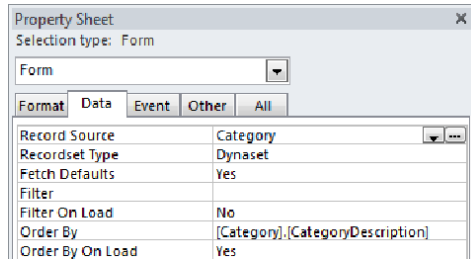 Property Sheet
Selection type: Form
Form
Format Data Event Other All
Record Source Category
Recordset Type Dynaset
Fetch Defaults Yes
Filter
Filter On Load No
Order By [Category].[CategoryDescription]
Order By On Load Yes